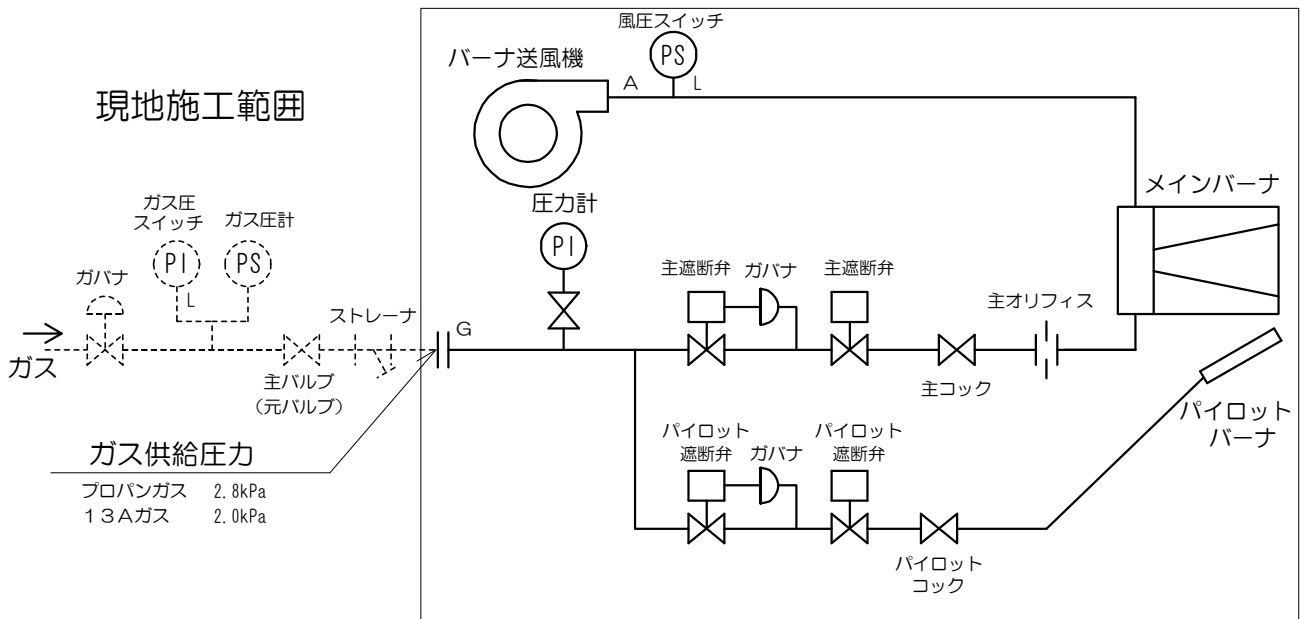 現地施工範囲
バーナ送風機
風圧スイッチ
PS
A
L
メインバーナ
ガス圧
スイッチ
ガス圧計
PI
PS
L
ガバナ
ストレーナ
ガス
主バルブ
(元バルブ)
圧力計
PI
G
主遮断弁
ガバナ
主遮断弁
主オリフィス
主コック
パイロット
バーナ
ガス供給圧力
プロパンガス 2.8kPa
13Aガス 2.0kPa
パイロット
遮断弁
ガバナ
パイロット
遮断弁
パイロット
コック